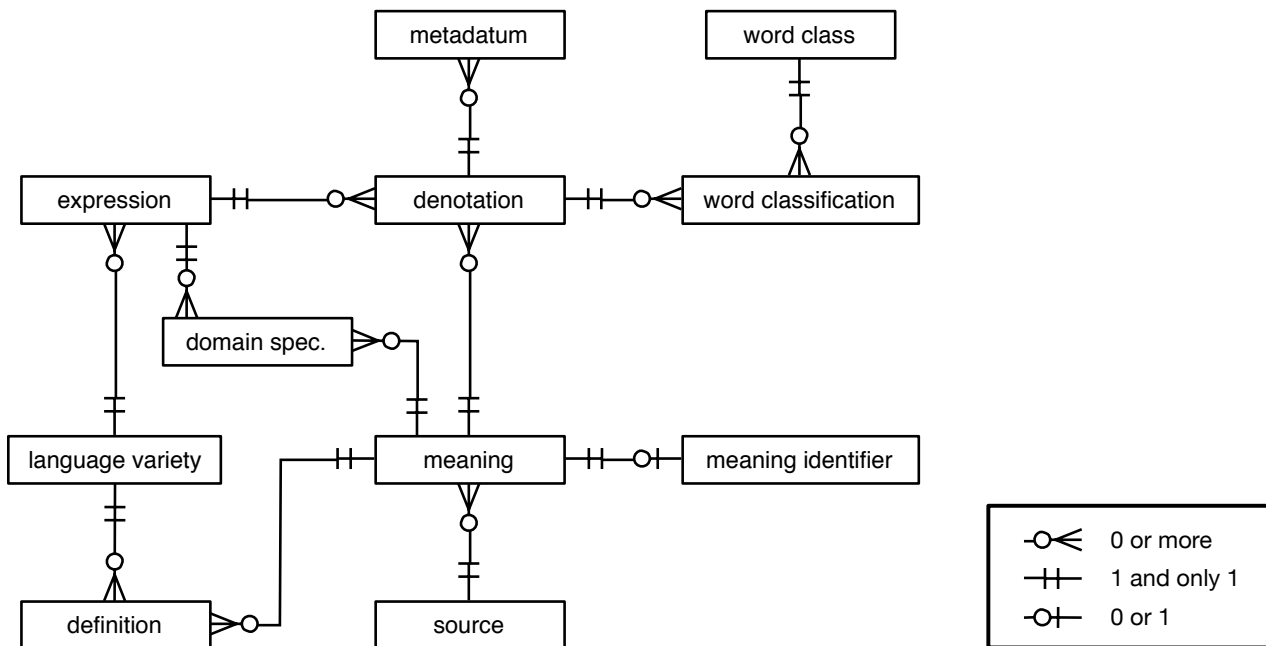 metadatum
word class
expression
denotation
word classification
domain spec.
language variety
meaning
meaning identifier
definition
source
0 or more
1 and only 1
0 or 1